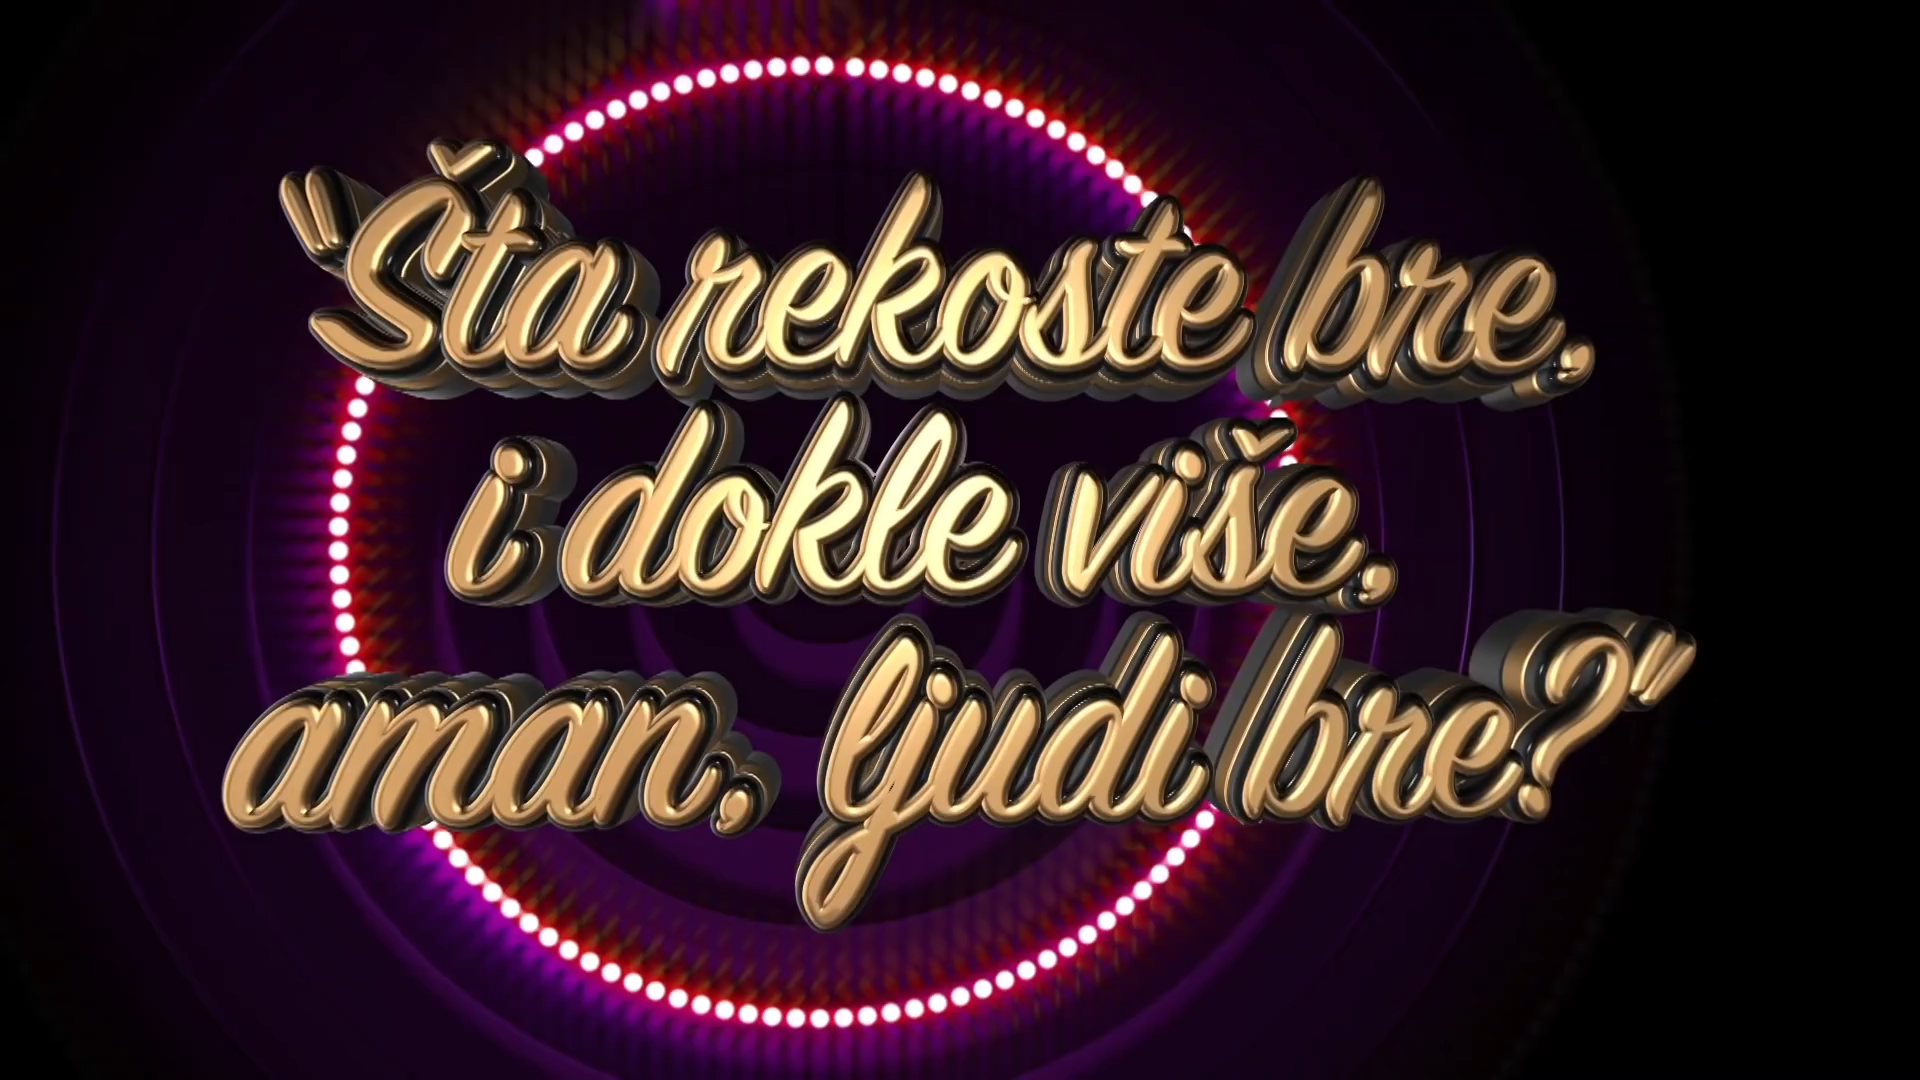 "Šta rekoste bre,
i dokle više,
aman, ljudi bre?"